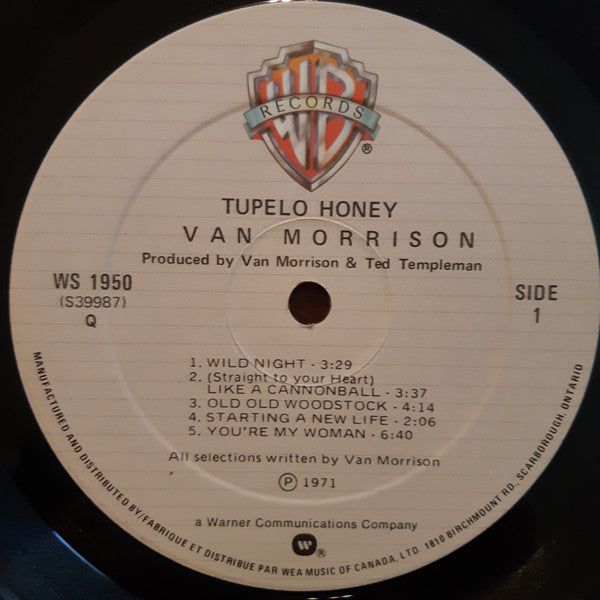 WB
RECORDS
®
TUPELO HONEY
VAN MORRISON
Produced by Van Morrison & Ted Templeman
WS 1950
(S39987)
Q
SIDE
1
1. WILD NIGHT - 3:29
2. (Straight to your Heart)
LIKE A CANNONBALL - 3:37
3. OLD OLD WOODSTOCK - 4:14
4. STARTING A NEW LIFE - 2:06
5. YOU'RE MY WOMAN - 6:40
All selections written by Van Morrison
Ⓟ 1971
a Warner Communications Company
®
MANUFACTURED AND DISTRIBUTED BY/FABRIQUE ET DISTRIBUE PAR WEA MUSIC OF CANADA, LTD. 1810 BIRCHMOUNT RD., SCARBOROUGH, ONTARIO